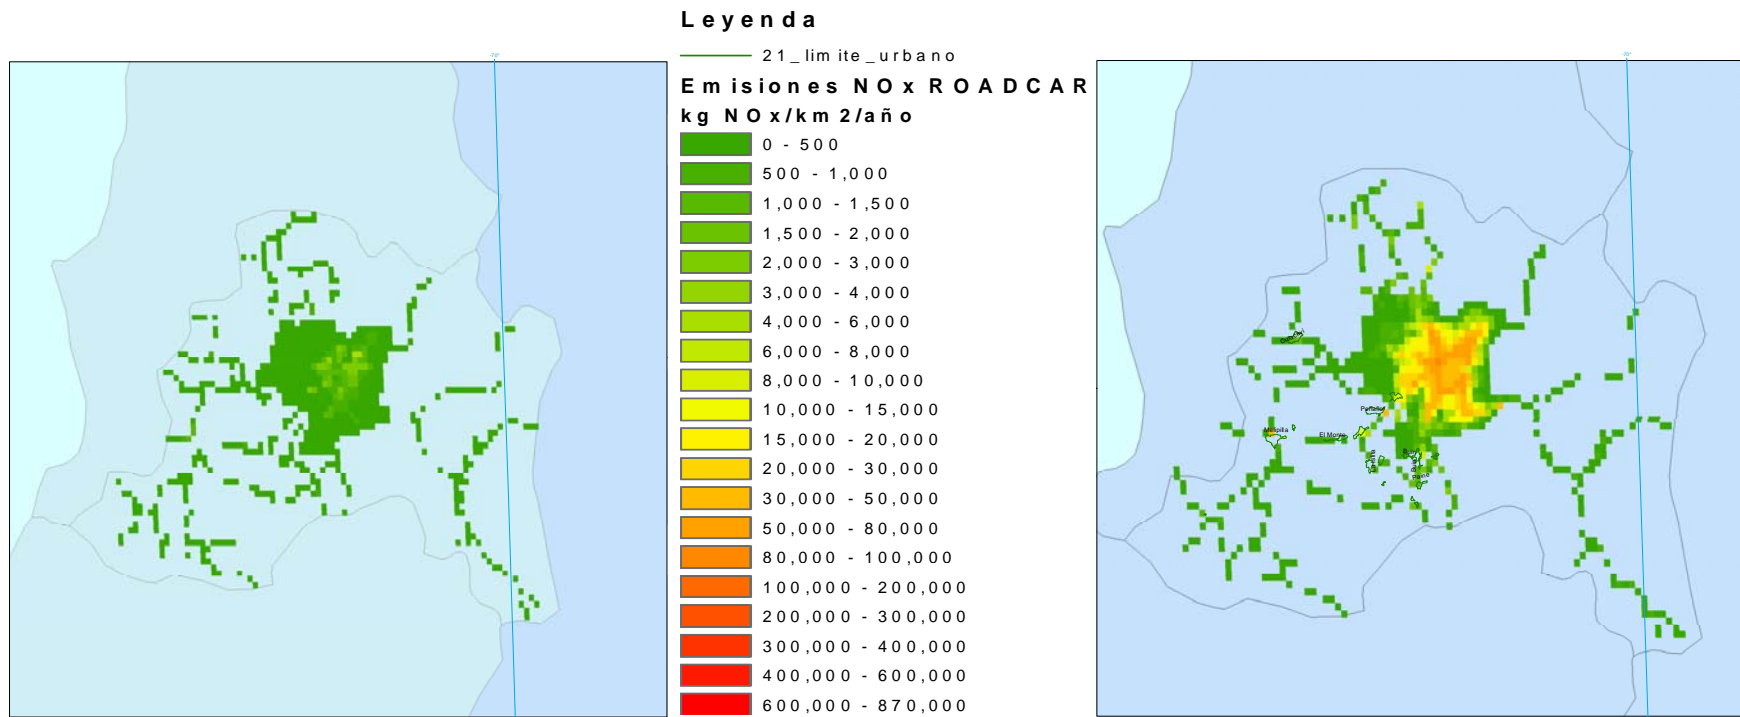 Leyenda
21_limite_urbano
Emisiones NOx ROADCAR
kg NOx/km2/año
0 - 500
500 - 1,000
1,000 - 1,500
1,500 - 2,000
2,000 - 3,000
3,000 - 4,000
4,000 - 6,000
6,000 - 8,000
8,000 - 10,000
10,000 - 15,000
15,000 - 20,000
20,000 - 30,000
30,000 - 50,000
50,000 - 80,000
80,000 - 100,000
100,000 - 200,000
200,000 - 300,000
300,000 - 400,000
400,000 - 600,000
600,000 - 870,000
-70°
-70°
Peñaflor
Melipilla
El Monte